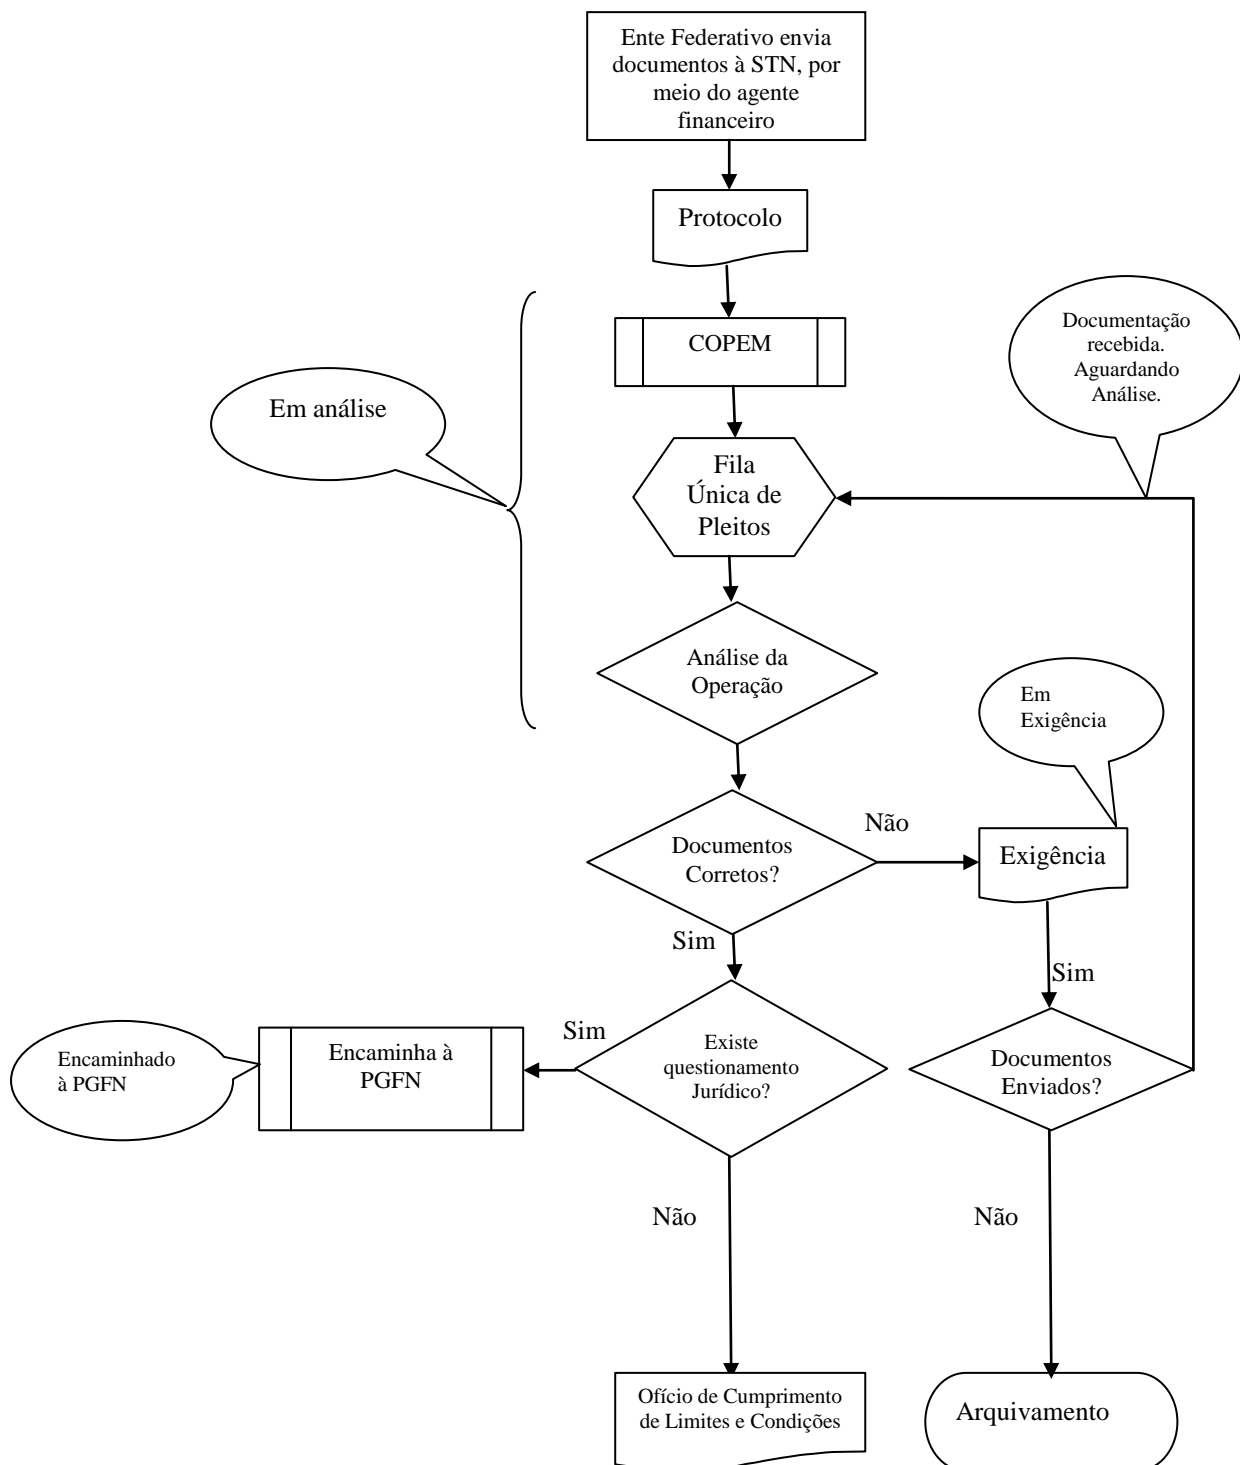 Ente Federativo envia
documentos à STN, por
meio do agente
financeiro
Protocolo
COPEM
Documentação
recebida.
Aguardando
Análise.
Em análise
Fila
Única de
Pleitos
Análise da
Operação
Em
Exigência
Não
Documentos
Corretos?
Exigência
Sim
Sim
Sim
Encaminhado
à PGFN
Encaminha à
PGFN
Existe
questionamento
Jurídico?
Documentos
Enviados?
Não
Não
Ofício de Cumprimento
de Limites e Condições
Arquivamento